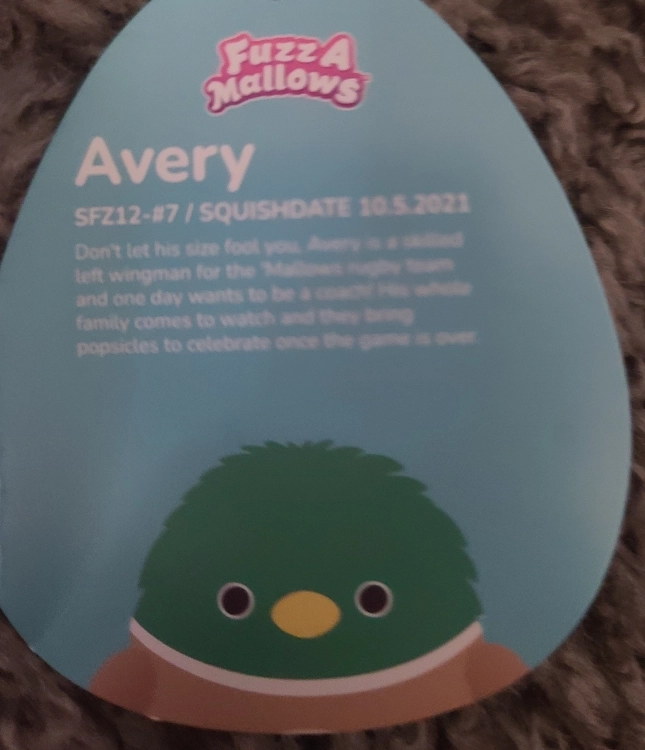 FuzzA
Mallows
Avery
SFZ12-#7 / SQUISHDATE 10.5.2021
Don't let his size fool you. Avery is a skilled
left wingman for the 'Mallows rugby team
and one day wants to be a coach! His whole
family comes to watch and they bring
popsicles to celebrate once the game is over.